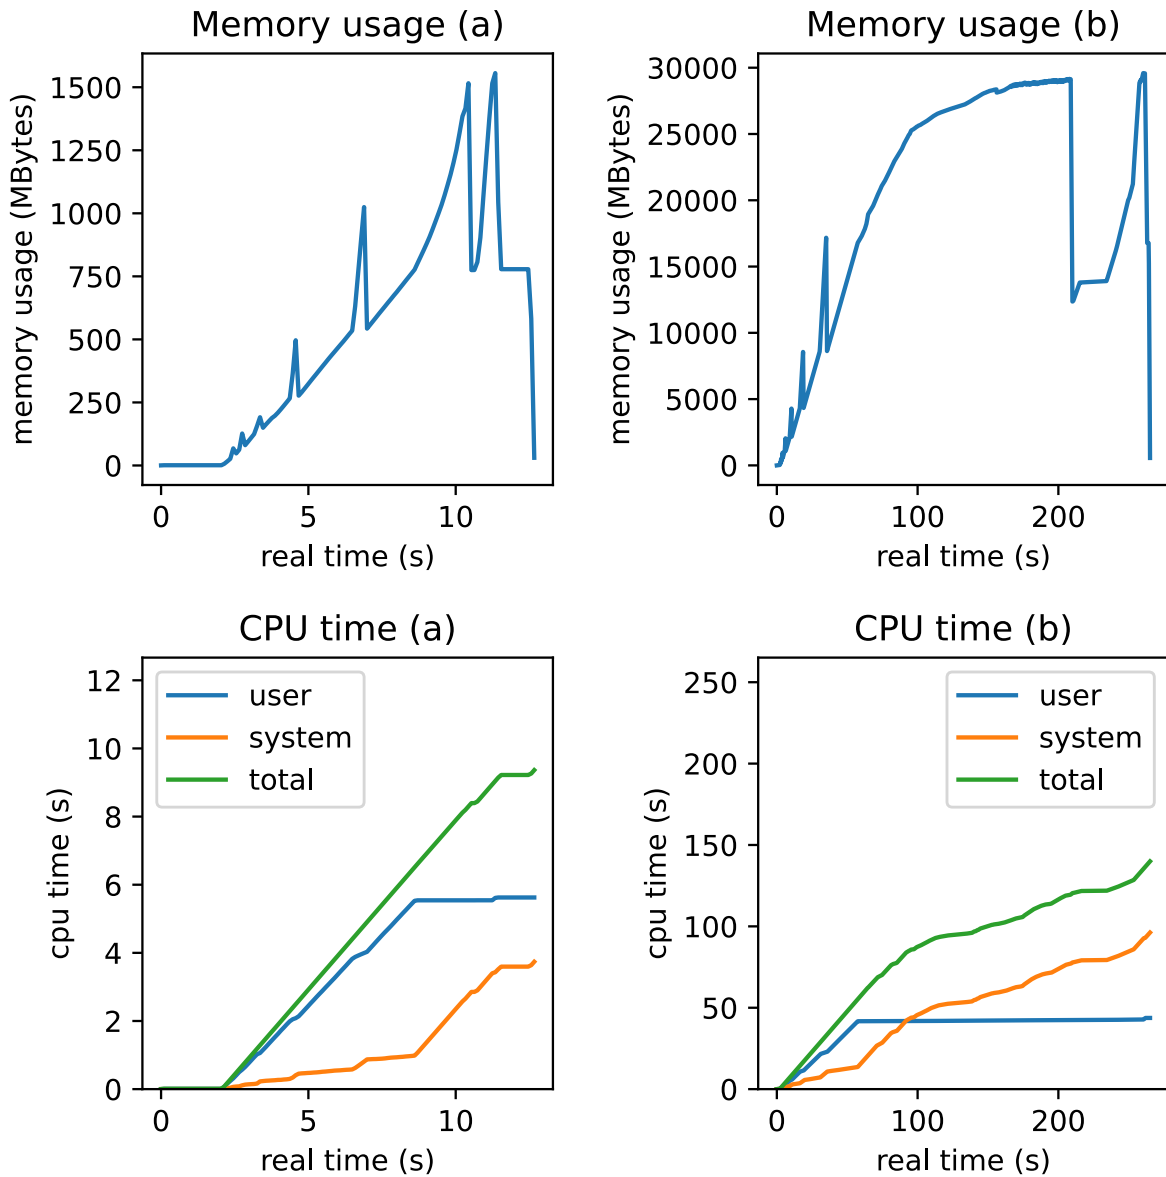 Memory usage (a)
memory usage (MBytes)
1500
1250
1000
750
500
250
0
0 5 10
real time (s)
Memory usage (b)
memory usage (MBytes)
30000
25000
20000
15000
10000
5000
0
0 100 200
real time (s)
CPU time (a)
cpu time (s)
12
10
8
6
4
2
0
user
system
total
0 5 10
real time (s)
CPU time (b)
cpu time (s)
250
200
150
100
50
0
user
system
total
0 100 200
real time (s)